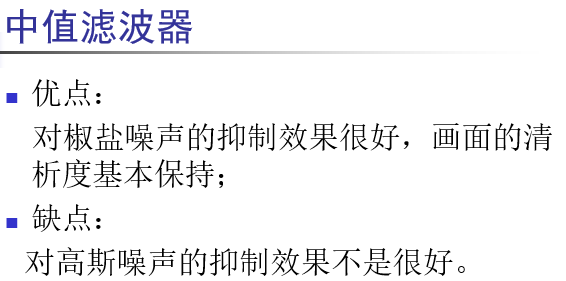 中值滤波器
优点：
对椒盐噪声的抑制效果很好，画面的清
析度基本保持；
缺点：
对高斯噪声的抑制效果不是很好。